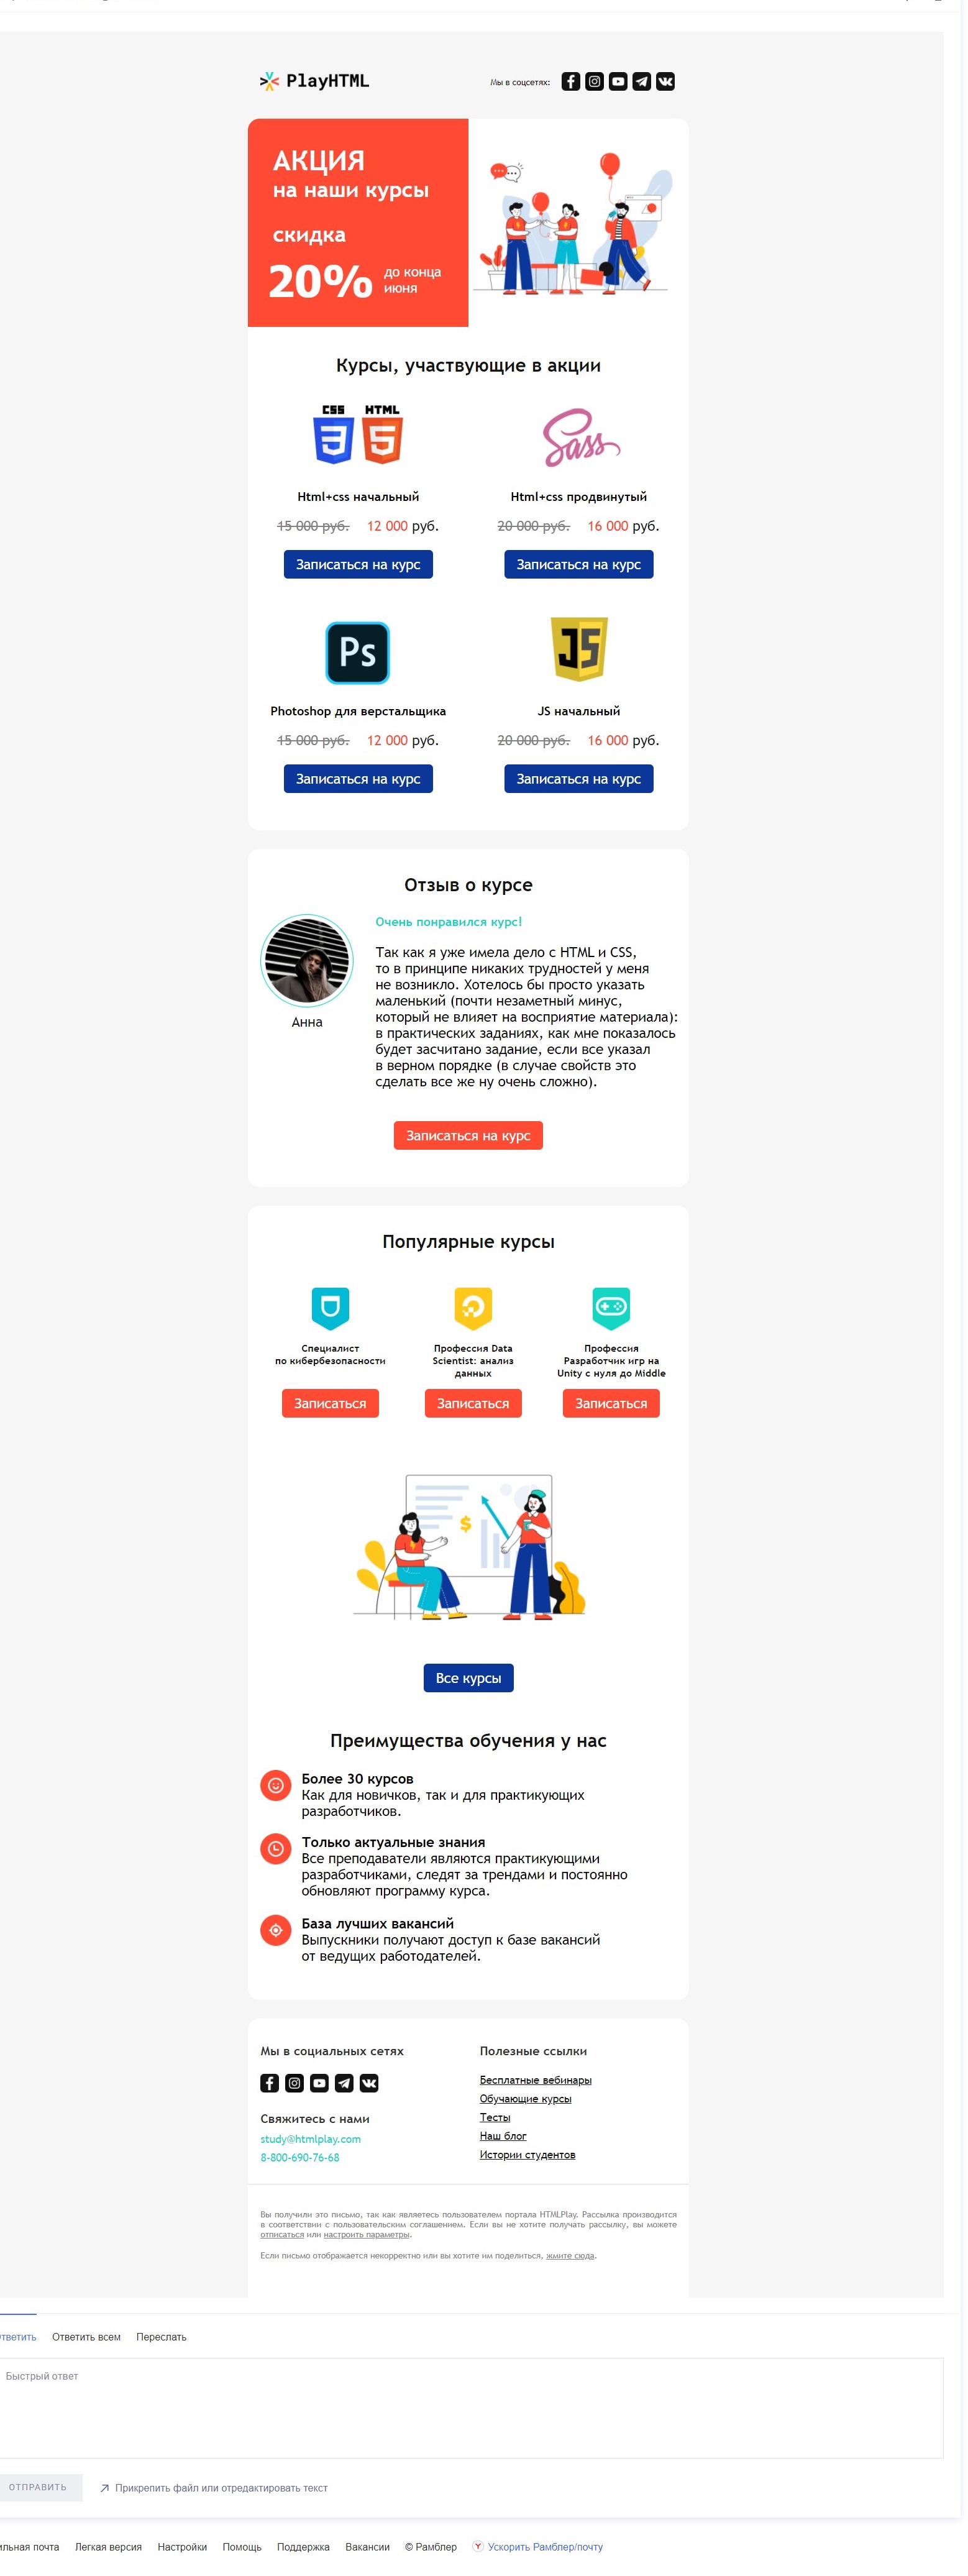 PlayHTML
Мы в соцсетях:
АКЦИЯ
на наши курсы
скидка
20%
до конца
июня
Курсы, участвующие в акции
CSS HTML
Sass
Html+css начальный
Html+css продвинутый
15 000 руб. 12 000 руб.
20 000 руб. 16 000 руб.
Записаться на курс
Записаться на курс
Ps
JS
Photoshop для верстальщика
JS начальный
15 000 руб. 12 000 руб.
20 000 руб. 16 000 руб.
Записаться на курс
Записаться на курс
Отзыв о курсе
Анна
Очень понравился курс!
Так как я уже имела дело с HTML и CSS,
то в принципе никаких трудностей у меня
не возникло. Хотелось бы просто указать
маленький (почти незаметный минус,
который не влияет на восприятие материала):
в практических заданиях, как мне показалось
будет засчитано задание, если все указал
в верном порядке (в случае свойств это
сделать все же ну очень сложно).
Записаться на курс
Популярные курсы
Специалист
по кибербезопасности
Профессия Data
Scientist: анализ
данных
Профессия
Разработчик игр на
Unity с нуля до Middle
Записаться
Записаться
Записаться
$
Все курсы
Преимущества обучения у нас
Более 30 курсов
Как для новичков, так и для практикующих
разработчиков.
Только актуальные знания
Все преподаватели являются практикующими
разработчиками, следят за трендами и постоянно
обновляют программу курса.
База лучших вакансий
Выпускники получают доступ к базе вакансий
от ведущих работодателей.
Мы в социальных сетях
Свяжитесь с нами
study@htmlplay.com
8-800-690-76-68
Полезные ссылки
Бесплатные вебинары
Обучающие курсы
Тесты
Наш блог
Истории студентов
Вы получили это письмо, так как являетесь пользователем портала HTMLPlay. Рассылка производится
в соответствии с пользовательским соглашением. Если вы не хотите получать рассылку, вы можете
отписаться или настроить параметры.
Если письмо отображается некорректно или вы хотите им поделиться, жмите сюда.
тветить Ответить всем Переслать
Быстрый ответ
ОТПРАВИТЬ Прикрепить файл или отредактировать текст
льная почта Легкая версия Настройки Помощь Поддержка Вакансии © Рамблер Ускорить Рамблер/почту